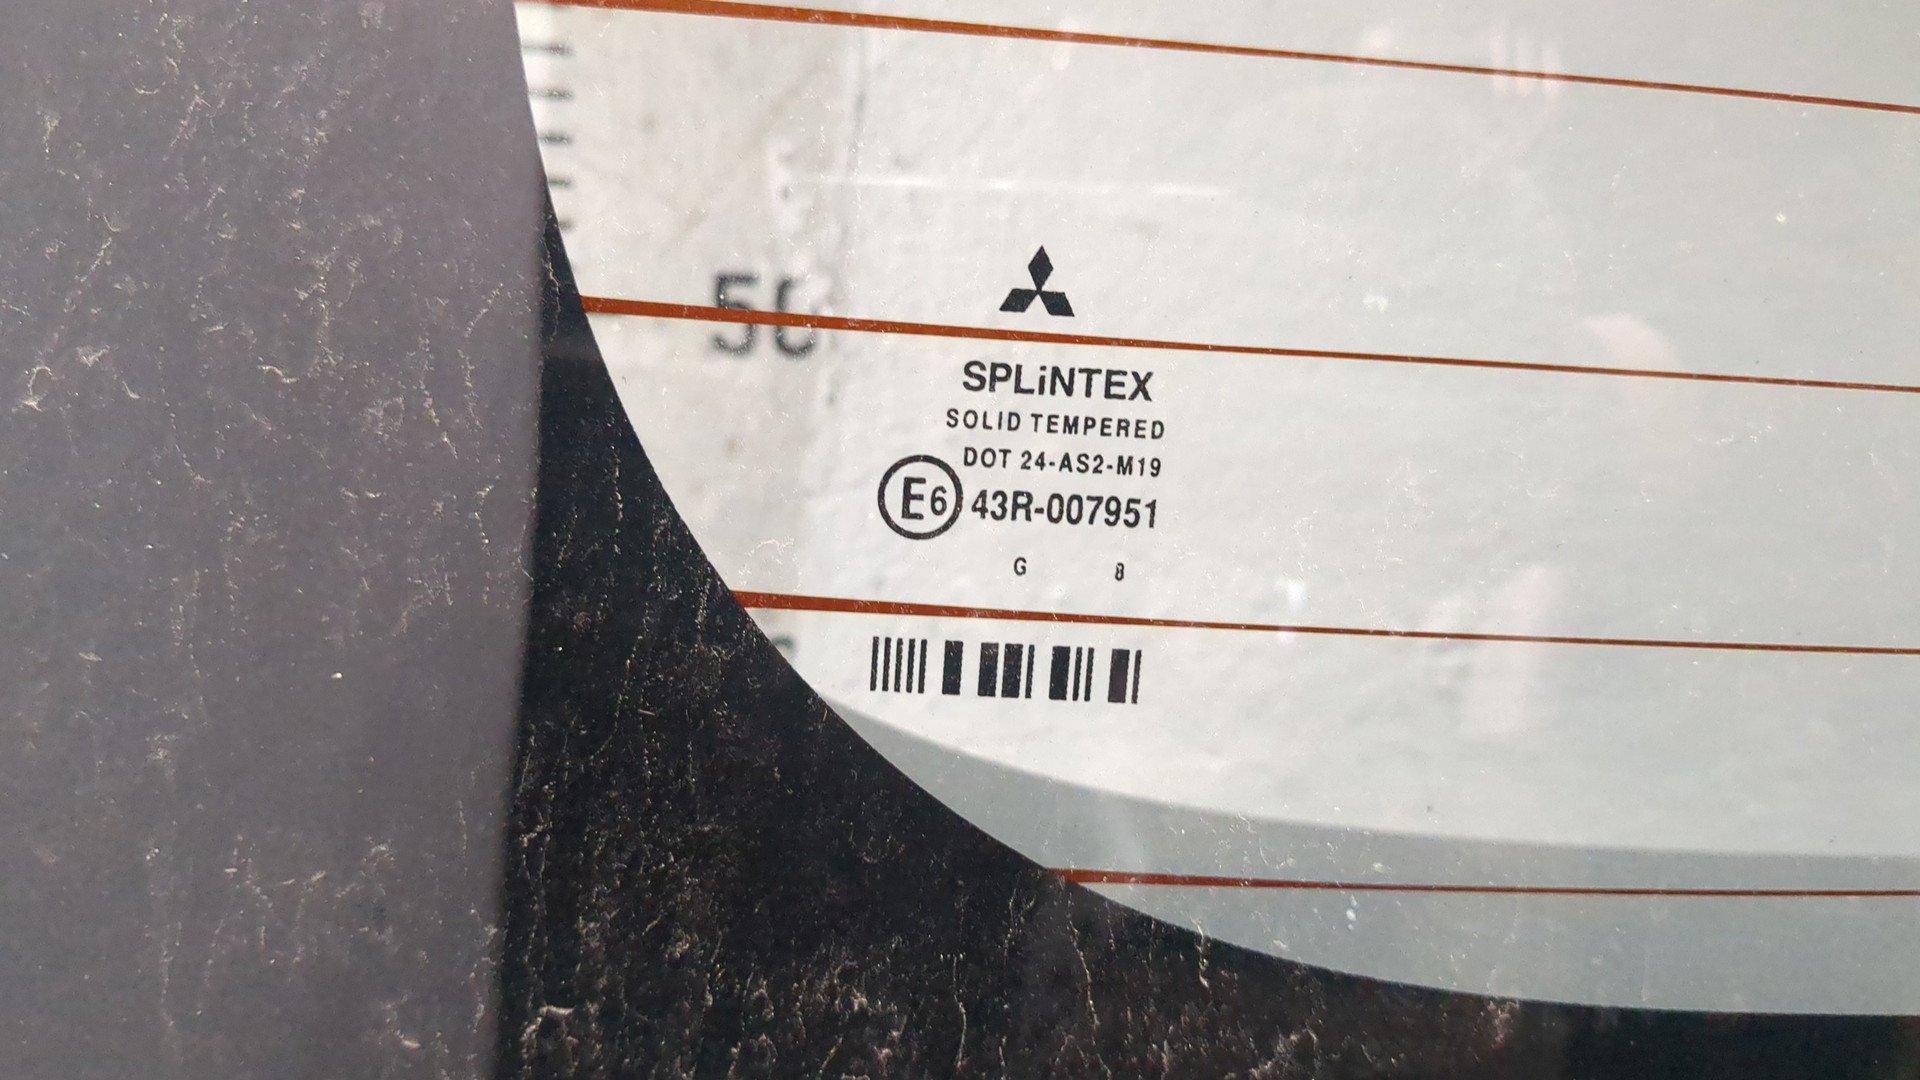 50
SPLiNTEX
SOLID TEMPERED
DOT 24-AS2-M19
E6 43R-007951
G 8